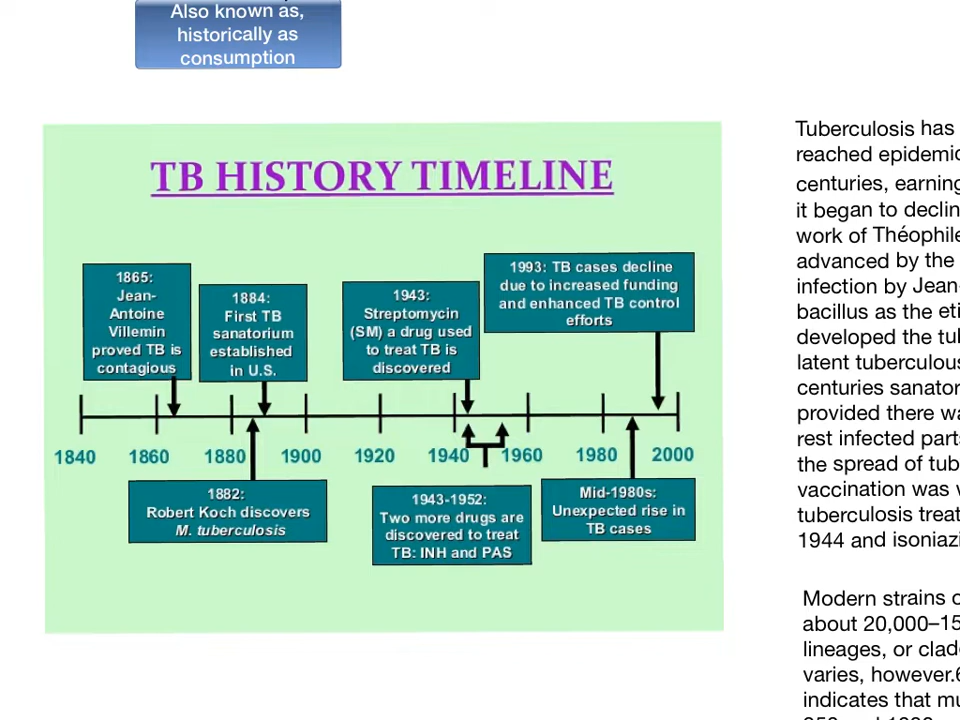 Also known as,
historically as
consumption
TB HISTORY TIMELINE
1865:
Jean-
Antoine
Villemin
proved TB is
contagious
1884:
First TB
sanatorium
established
in U.S.
1943:
Streptomycin
(SM) a drug used
to treat TB is
discovered
1993: TB cases decline
due to increased funding
and enhanced TB control
efforts
1840 1860 1880 1900 1920 1940 1960 1980 2000
1882:
Robert Koch discovers
M. tuberculosis
1943-1952:
Two more drugs are
discovered to treat
TB: INH and PAS
Mid-1980s:
Unexpected rise in
TB cases
Tuberculosis has
reached epidemic
centuries, earning
it began to declin
work of Théophile
advanced by the
infection by Jean
bacillus as the eti
developed the tu
latent tuberculous
centuries sanator
provided there wa
rest infected parts
the spread of tub
vaccination was v
tuberculosis treat
1944 and isoniazi
Modern strains o
about 20,000–15
lineages, or clad
varies, however.6
indicates that mu